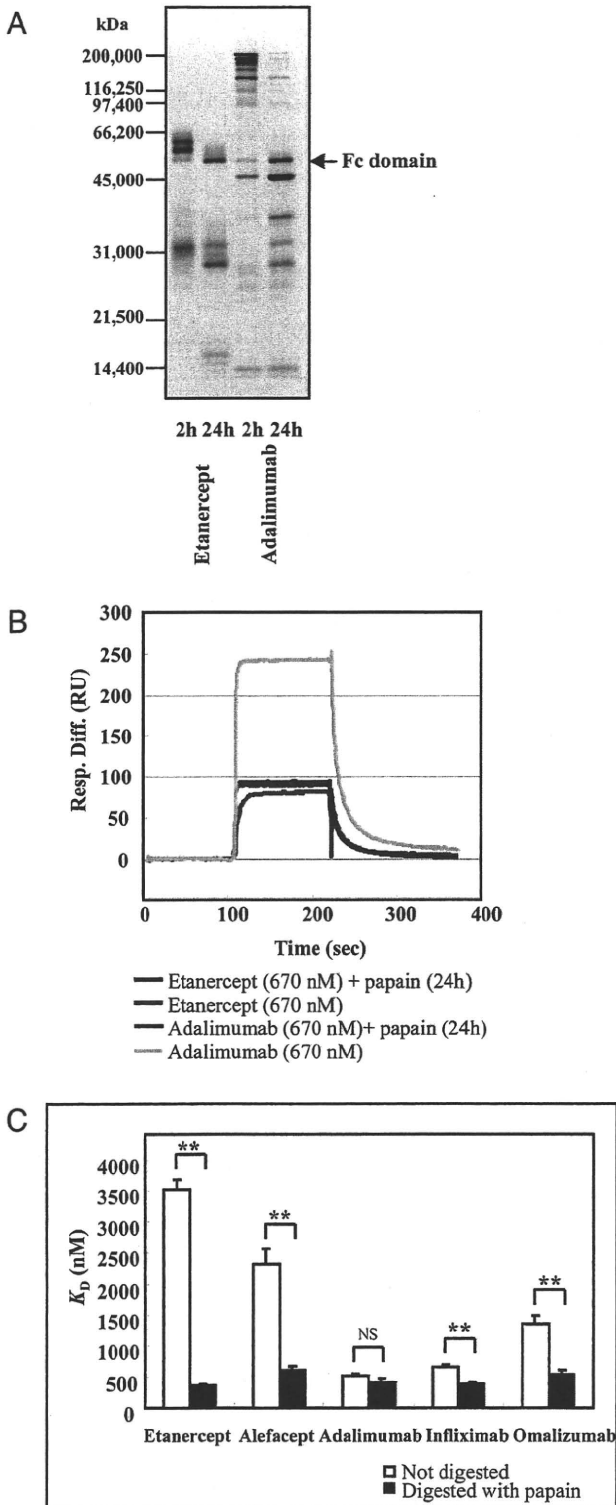 A
kDa
200,000
116,250
97,400
66,200
45,000
31,000
21,500
14,400
Fc domain
2h 24h 2h 24h
Etanercept
Adalimumab
B
Resp. Diff. (RU)
300
250
200
150
100
50
0
0 100 200 300 400
Time (sec)
Etanercept (670 nM) + papain (24h)
Etanercept (670 nM)
Adalimumab (670 nM)+ papain (24h)
Adalimumab (670 nM)
C
KD (nM)
4000
3500
3000
2500
2000
1500
1000
500
0
**
**
NS
**
**
Etanercept Alefacept Adalimumab Infliximab Omalizumab
Not digested
Digested with papain